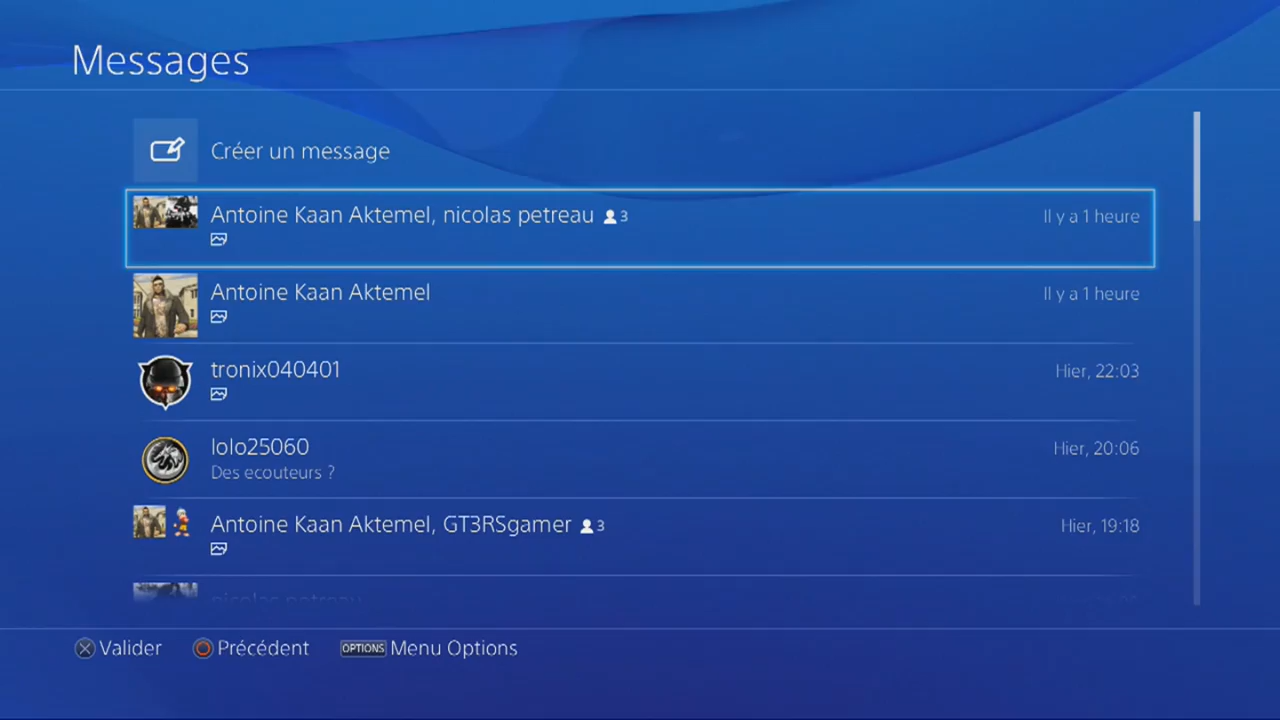 Messages
Créer un message
Antoine Kaan Aktemel, nicolas petreau 3
Il y a 1 heure
Antoine Kaan Aktemel
Il y a 1 heure
tronix040401
Hier, 22:03
lolo25060
Hier, 20:06
Des ecouteurs ?
Antoine Kaan Aktemel, GT3RSgamer 3
Hier, 19:18
nicolas petreau
Valider Précédent OPTIONS Menu Options